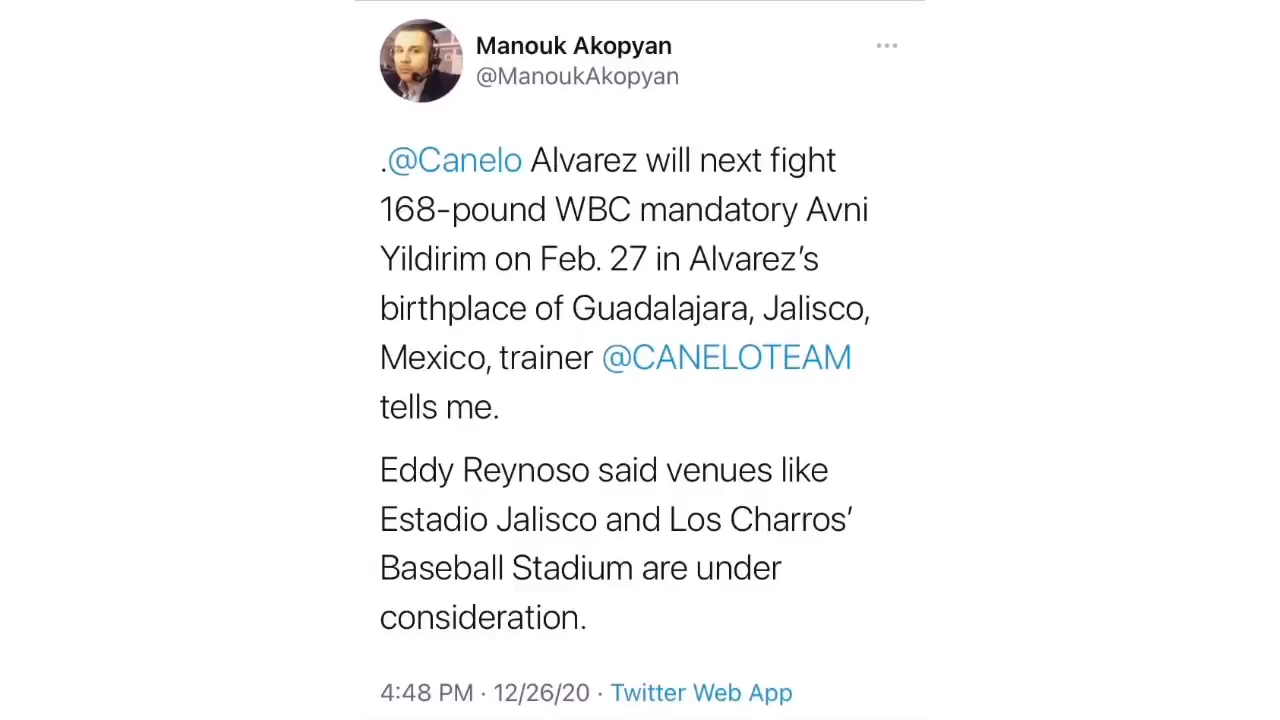 Manouk Akopyan
@ManoukAkopyan
.@Canelo Alvarez will next fight
168-pound WBC mandatory Avni
Yildirim on Feb. 27 in Alvarez's
birthplace of Guadalajara, Jalisco,
Mexico, trainer @CANELOTEAM
tells me.
Eddy Reynoso said venues like
Estadio Jalisco and Los Charros'
Baseball Stadium are under
consideration.
4:48 PM · 12/26/20 · Twitter Web App